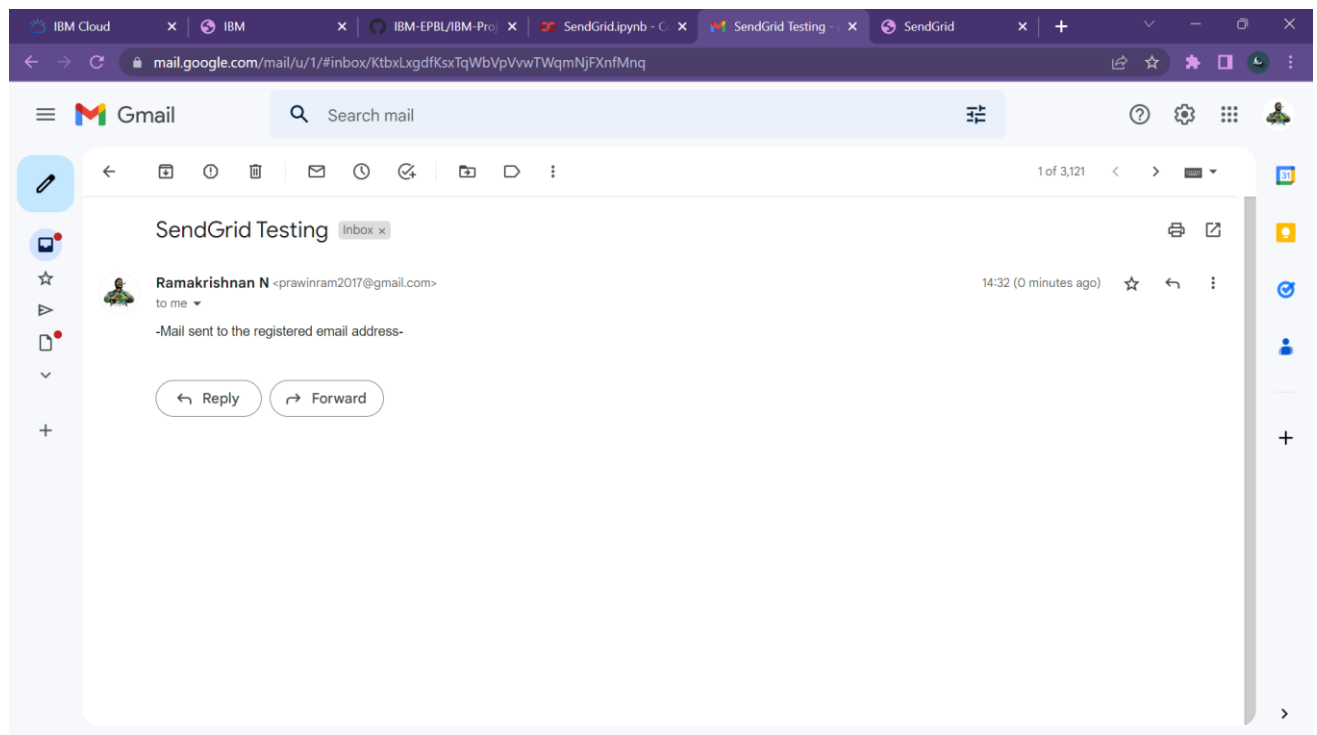 IBM Cloud IBM IBM-EPBL/IBM-Proj SendGrid.ipynb - C SendGrid Testing - SendGrid
mail.google.com/mail/u/1/#inbox/KtbxLxgdfKsxTqWbVpVvwTWqmNjFXnfMnq
Gmail Search mail
1 of 3,121
31
SendGrid Testing Inbox x
Ramakrishnan N <prawinram2017@gmail.com> 14:32 (0 minutes ago)
to me
-Mail sent to the registered email address-
Reply Forward